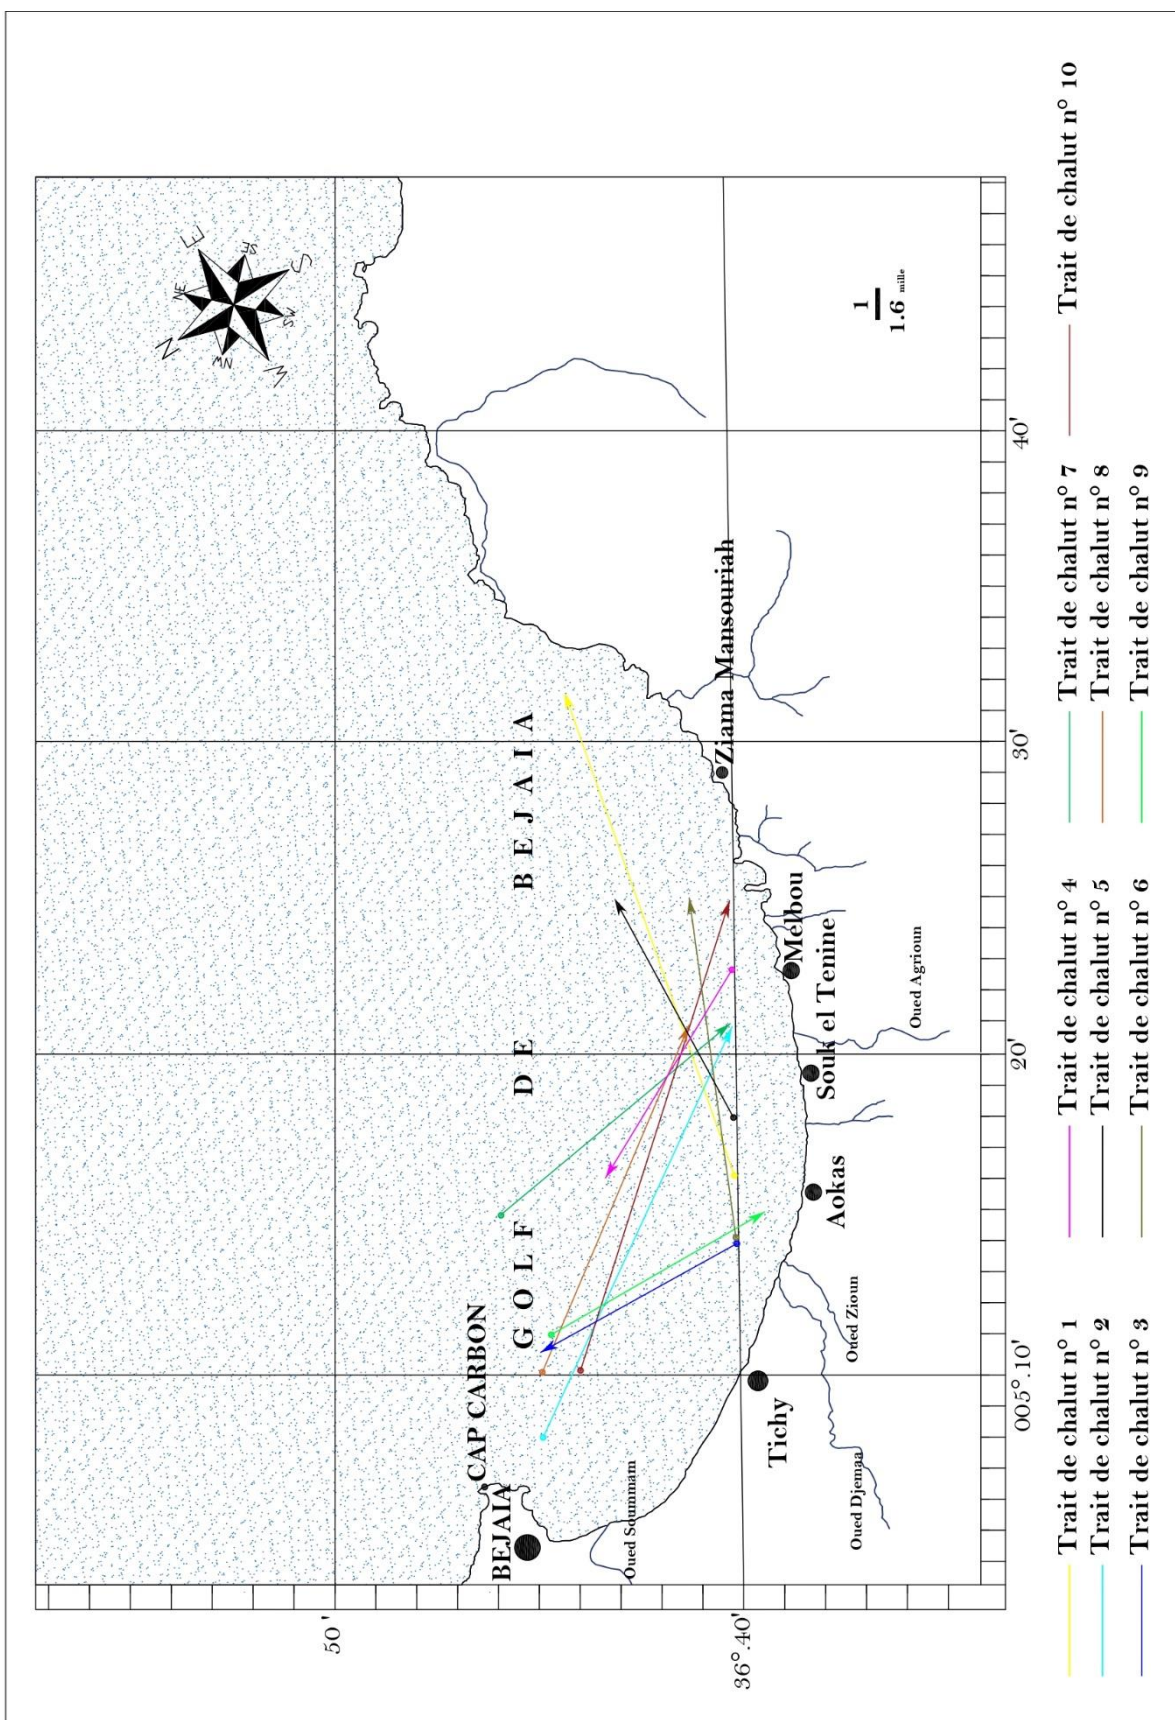 N
NE
E
SE
S
SW
W
NW
1
1.6 mille
50'
36°.40'
005°.10'
20'
30'
40'
CAP CARBON
BEJAIA
GOLF DE BEJAIA
Oued Soummam
Tichy
Oued Djemaa
Oued Zioun
Aokas
Souk el Tenine
Oued Agrioun
Melbou
Ziana Mansouriah
Trait de chalut n° 1
Trait de chalut n° 2
Trait de chalut n° 3
Trait de chalut n° 4
Trait de chalut n° 5
Trait de chalut n° 6
Trait de chalut n° 7
Trait de chalut n° 8
Trait de chalut n° 9
Trait de chalut n° 10